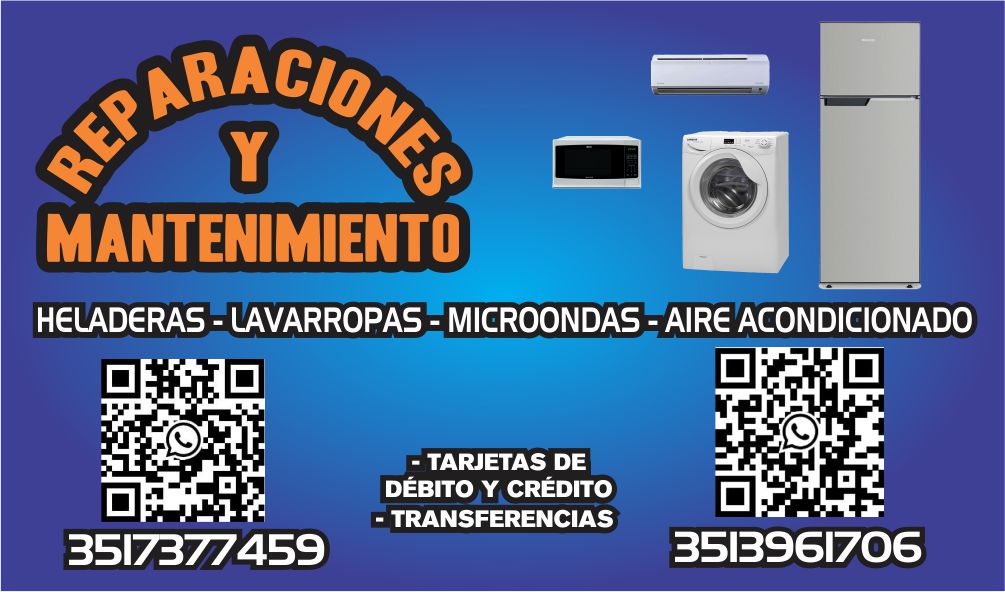 REPARACIONES
Y
MANTENIMIENTO
HELADERAS - LAVARROPAS - MICROONDAS - AIRE ACONDICIONADO
- TARJETAS DE
DÉBITO Y CRÉDITO
- TRANSFERENCIAS
3517377459
3513961706